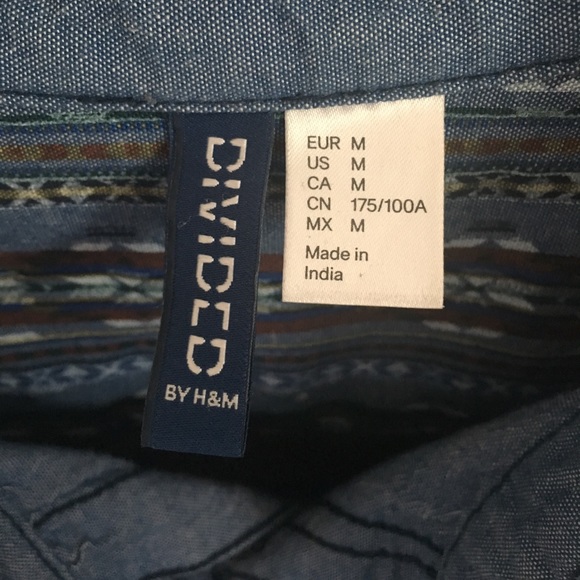 DIVIDED
BY H&M
EUR M
US M
CA M
CN 175/100A
MX M
Made in
India